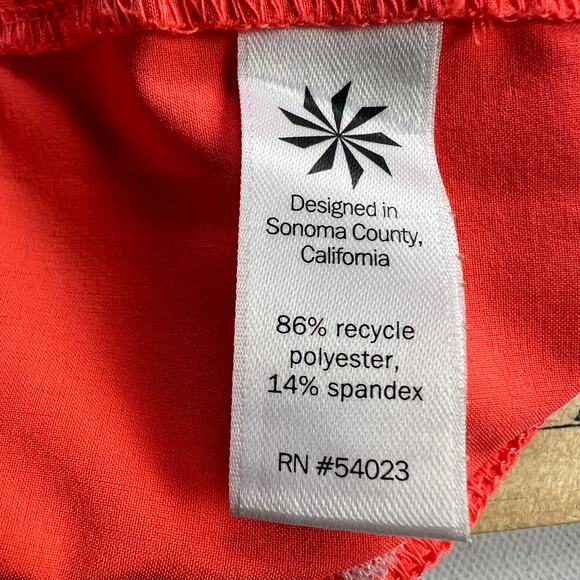 Designed in
Sonoma County,
California
86% recycle
polyester,
14% spandex
RN #54023